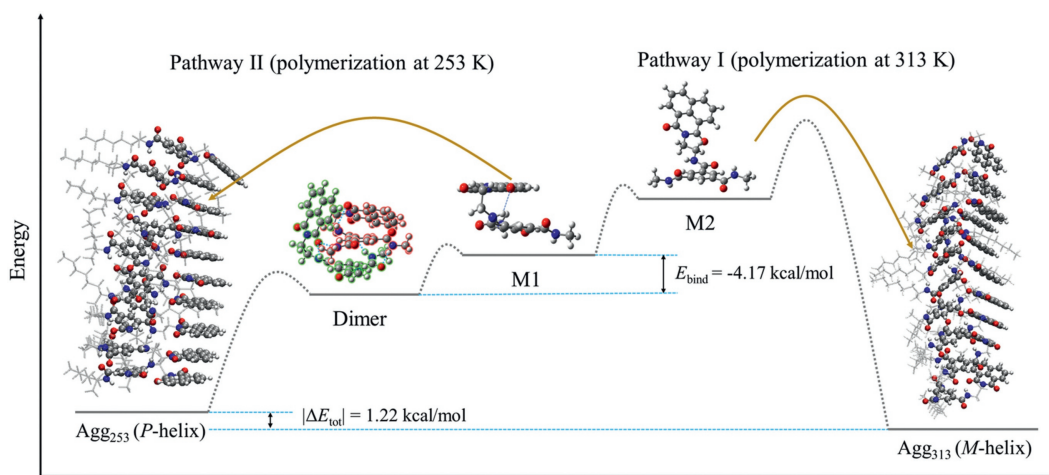 Pathway II (polymerization at 253 K)
Pathway I (polymerization at 313 K)
Energy
M2
M1
E_bind = -4.17 kcal/mol
Dimer
|ΔE_tot| = 1.22 kcal/mol
Agg₂₅₃ (P-helix)
Agg₃₁₃ (M-helix)